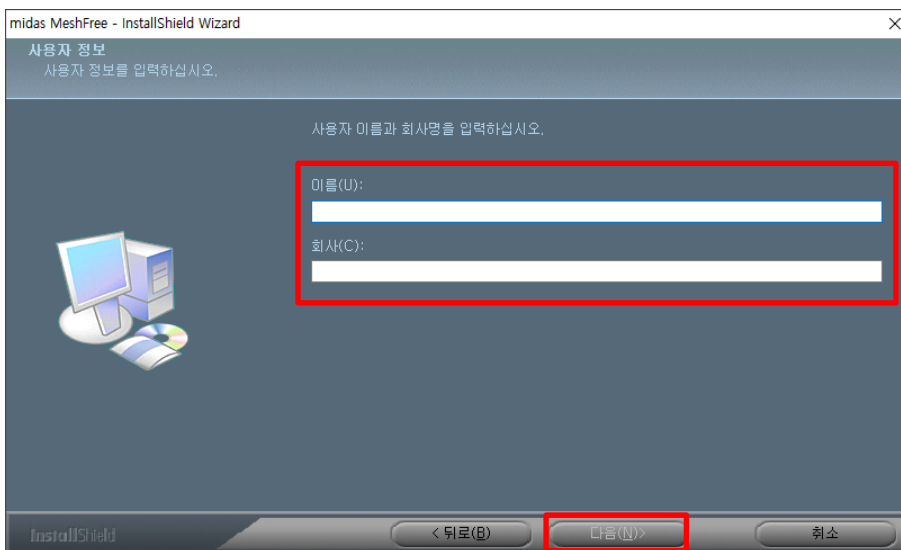 midas MeshFree - InstallShield Wizard
사용자 정보
사용자 정보를 입력하십시오.
사용자 이름과 회사명을 입력하십시오.
이름(U):
회사(C):
InstallShield
< 뒤로(B)
다음(N)>
취소